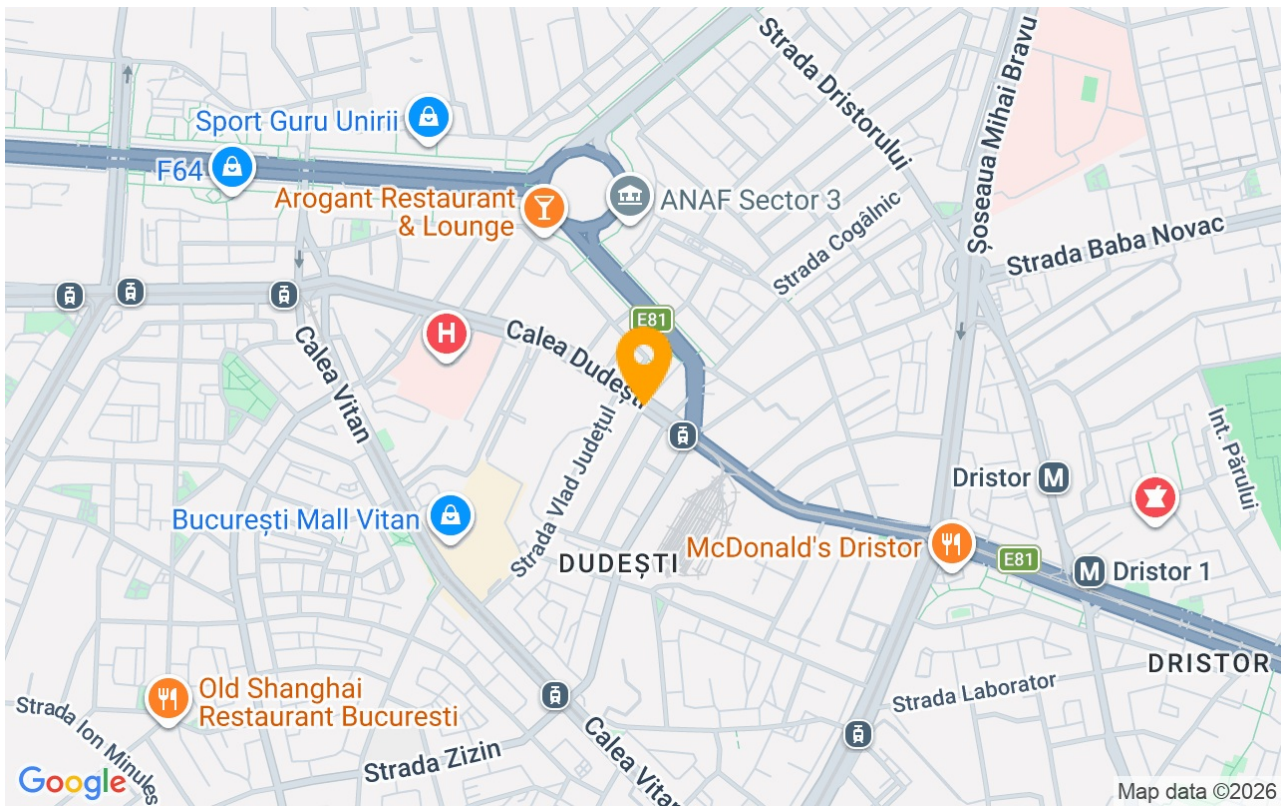 Strada Dristorului
Șoseaua Mihai Bravu
Sport Guru Unirii
F64
Arogant Restaurant
& Lounge
ANAF Sector 3
Strada Cogâlnic
Strada Baba Novac
E81
H
Calea Dudești
Calea Vitan
Strada Vlad Județul
Int. Părului
Dristor
M
București Mall Vitan
DUDEȘTI
McDonald's Dristor
E81
M
Dristor 1
DRISTOR
Old Shanghai
Restaurant Bucuresti
Strada Laborator
Strada Ion Minules
Strada Zizin
Calea Vitan
Google
Map data ©2026